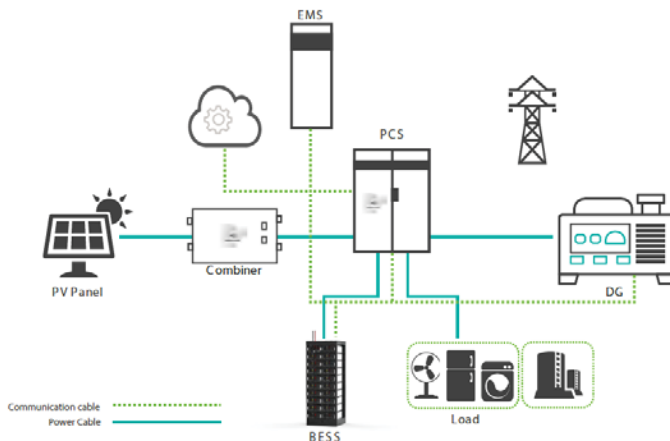 EMS
PCS
Combiner
PV Panel
DG
Load
BESS
Communication cable
Power Cable